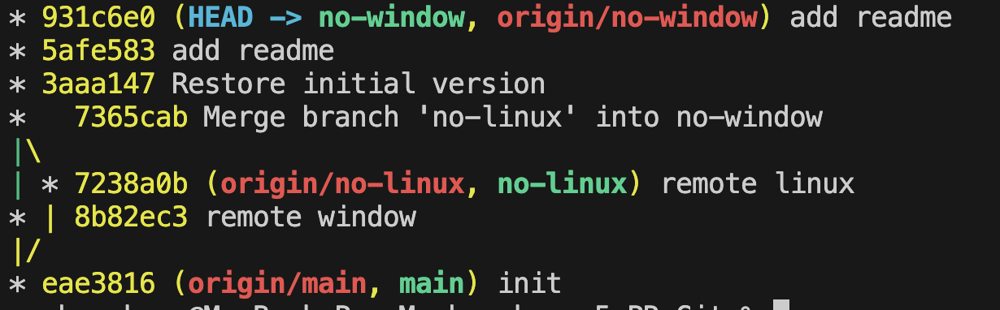 * 931c6e0 (HEAD -> no-window, origin/no-window) add readme
* 5afe583 add readme
* 3aaa147 Restore initial version
*   7365cab Merge branch 'no-linux' into no-window
|\
| * 7238a0b (origin/no-linux, no-linux) remote linux
* | 8b82ec3 remote window
|/
* eae3816 (origin/main, main) init